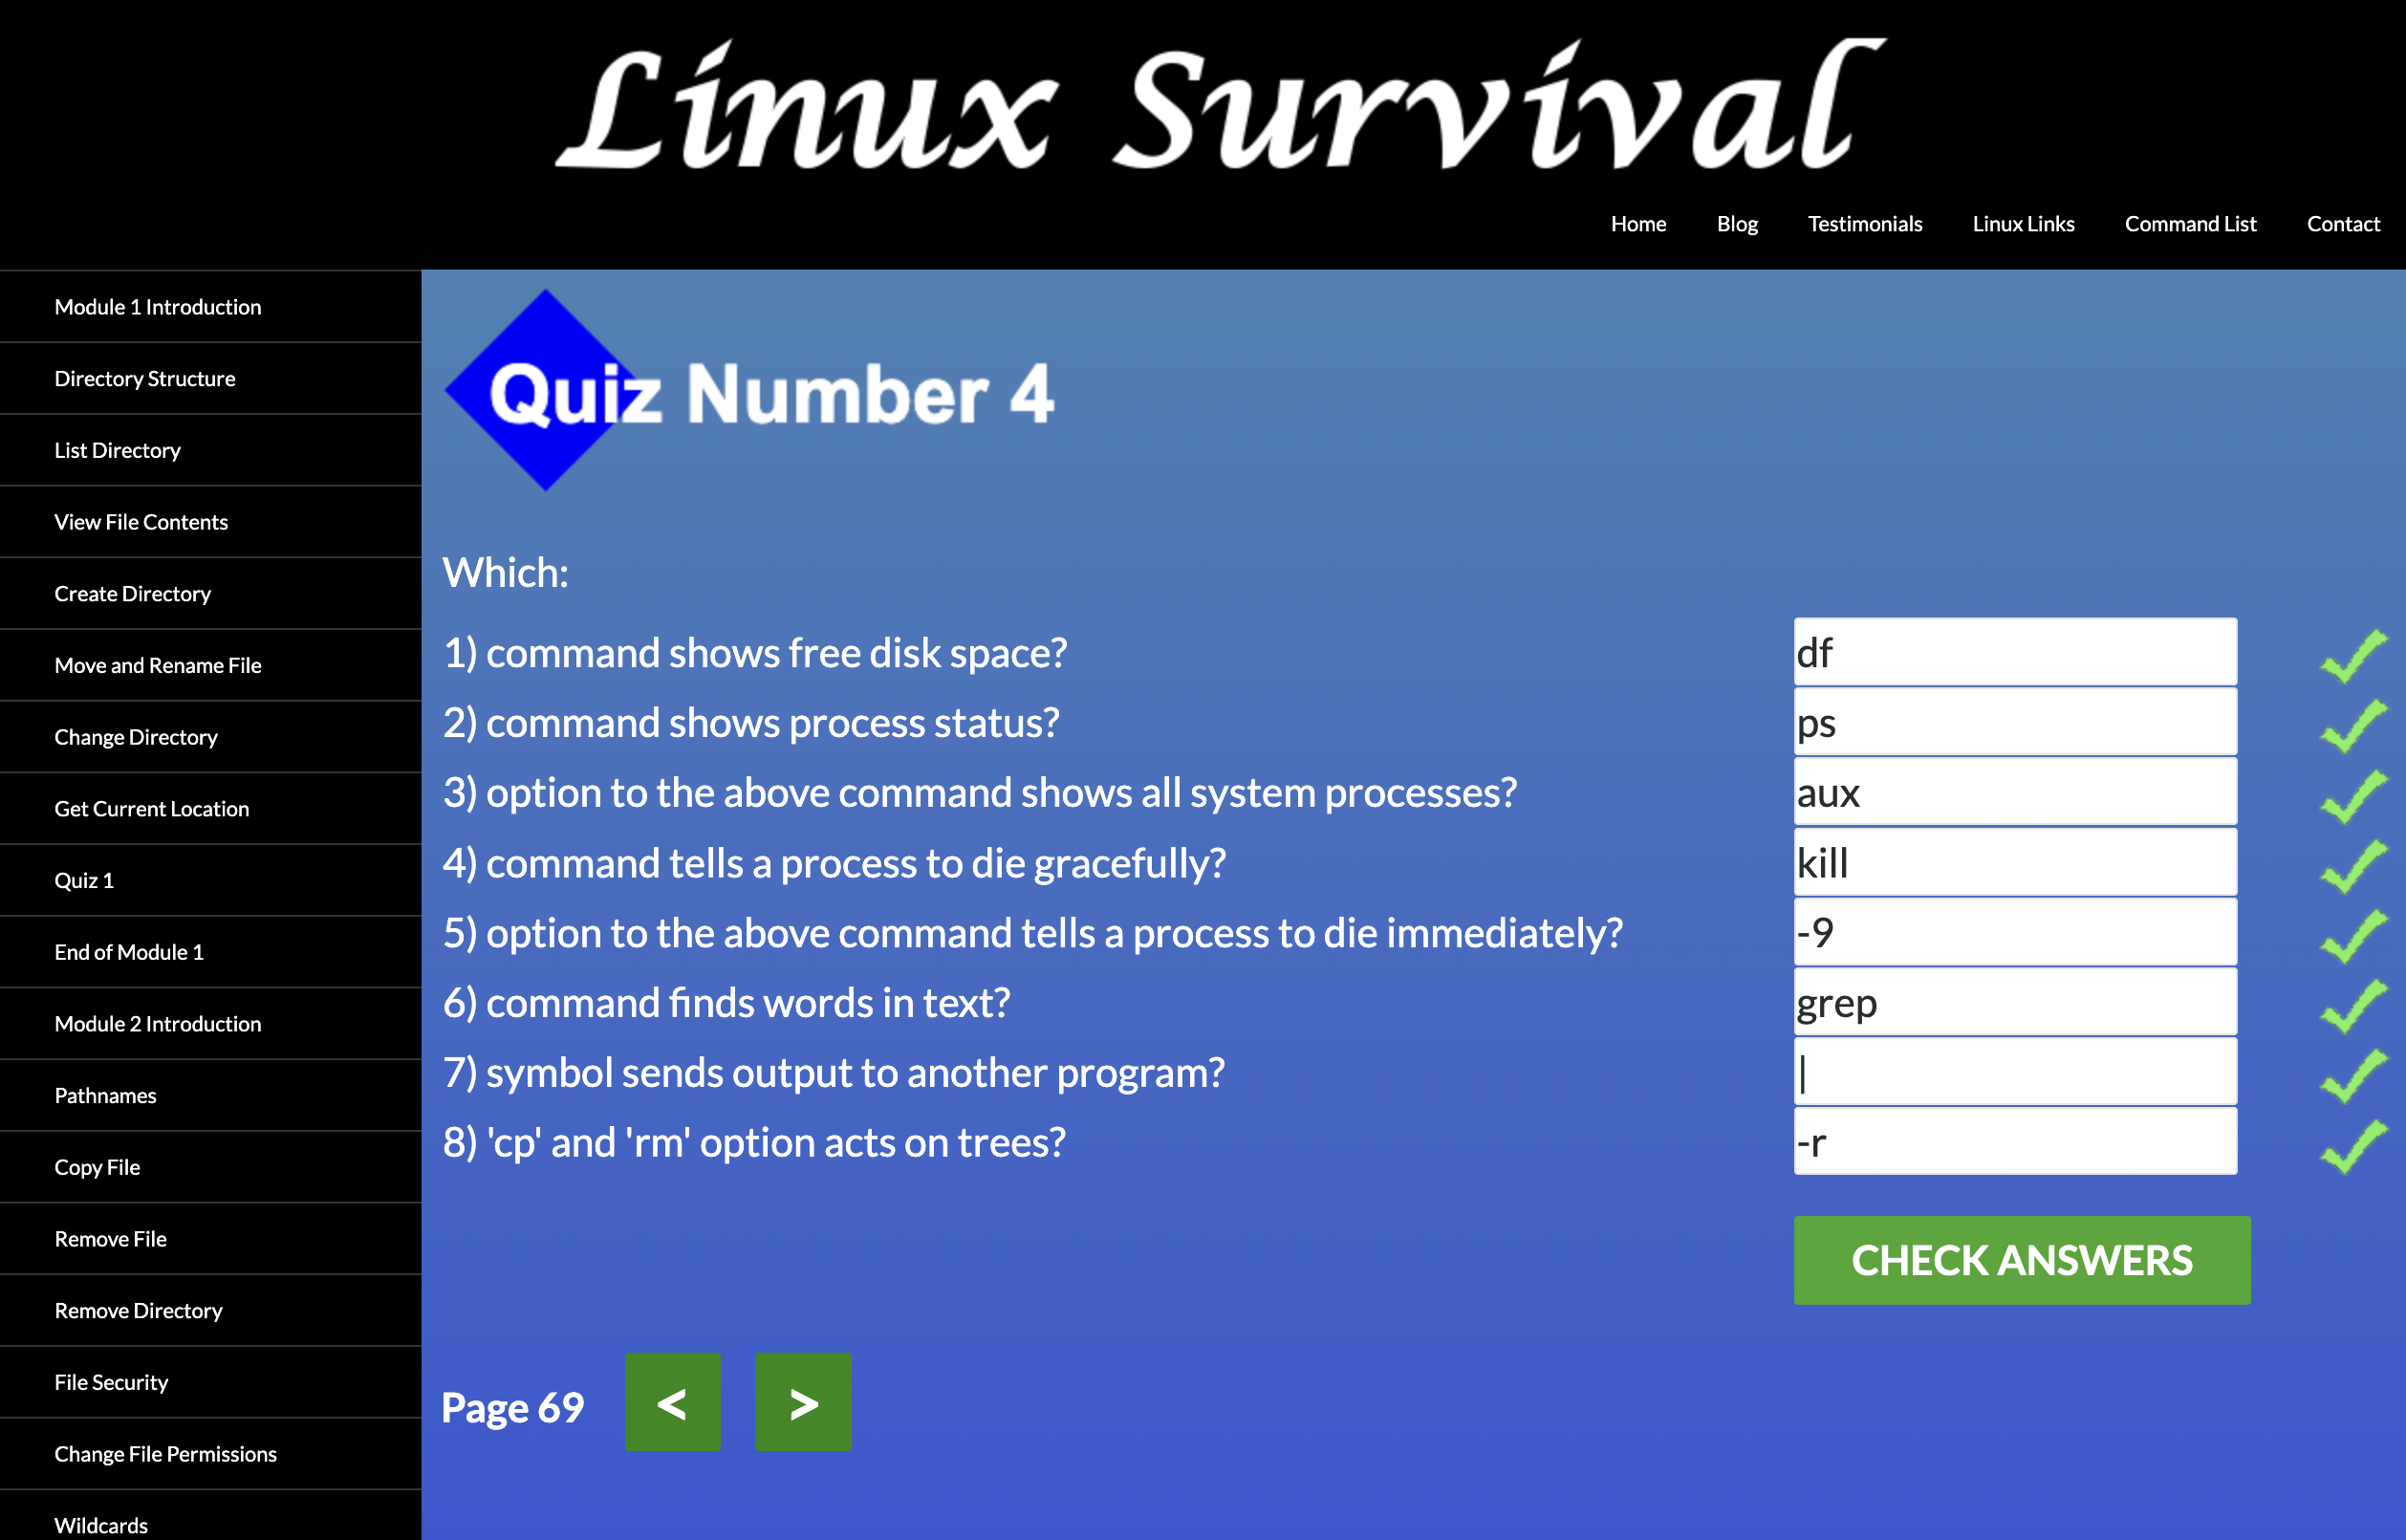 Linux Survival
Home Blog Testimonials Linux Links Command List Contact
Module 1 Introduction
Directory Structure
List Directory
View File Contents
Create Directory
Move and Rename File
Change Directory
Get Current Location
Quiz 1
End of Module 1
Module 2 Introduction
Pathnames
Copy File
Remove File
Remove Directory
File Security
Change File Permissions
Wildcards
Quiz Number 4
Which:
1) command shows free disk space? df
2) command shows process status? ps
3) option to the above command shows all system processes? aux
4) command tells a process to die gracefully? kill
5) option to the above command tells a process to die immediately? -9
6) command finds words in text? grep
7) symbol sends output to another program? |
8) 'cp' and 'rm' option acts on trees? -r
CHECK ANSWERS
Page 69 < >